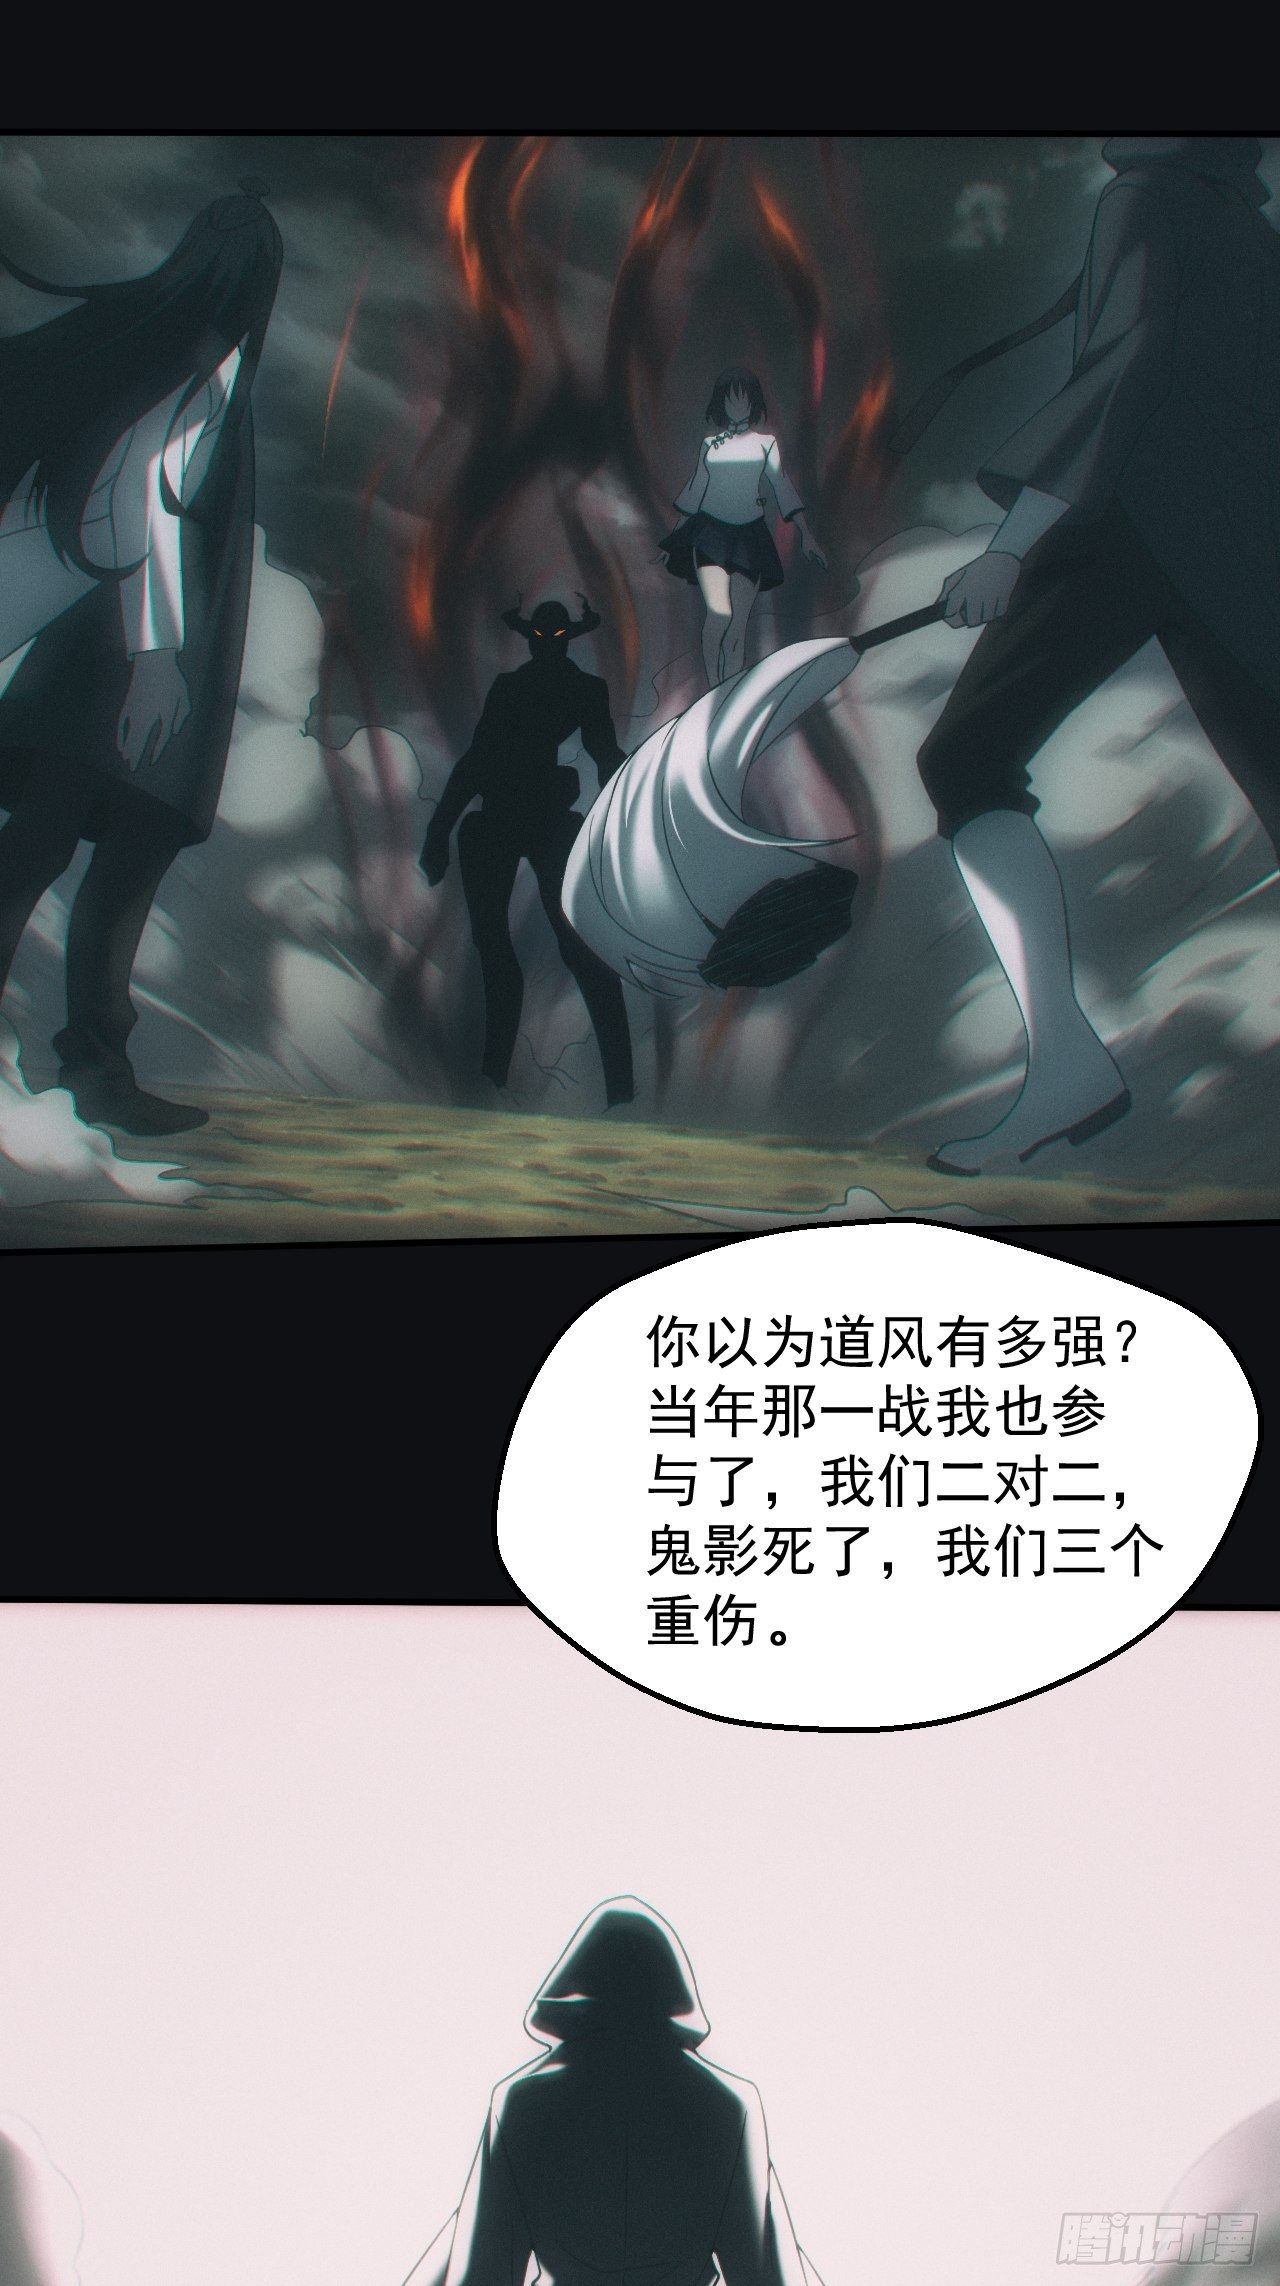 你以为道风有多强？
当年那一战我也参
与了，我们二对二，
鬼影死了，我们三个
重伤。
腾讯动漫